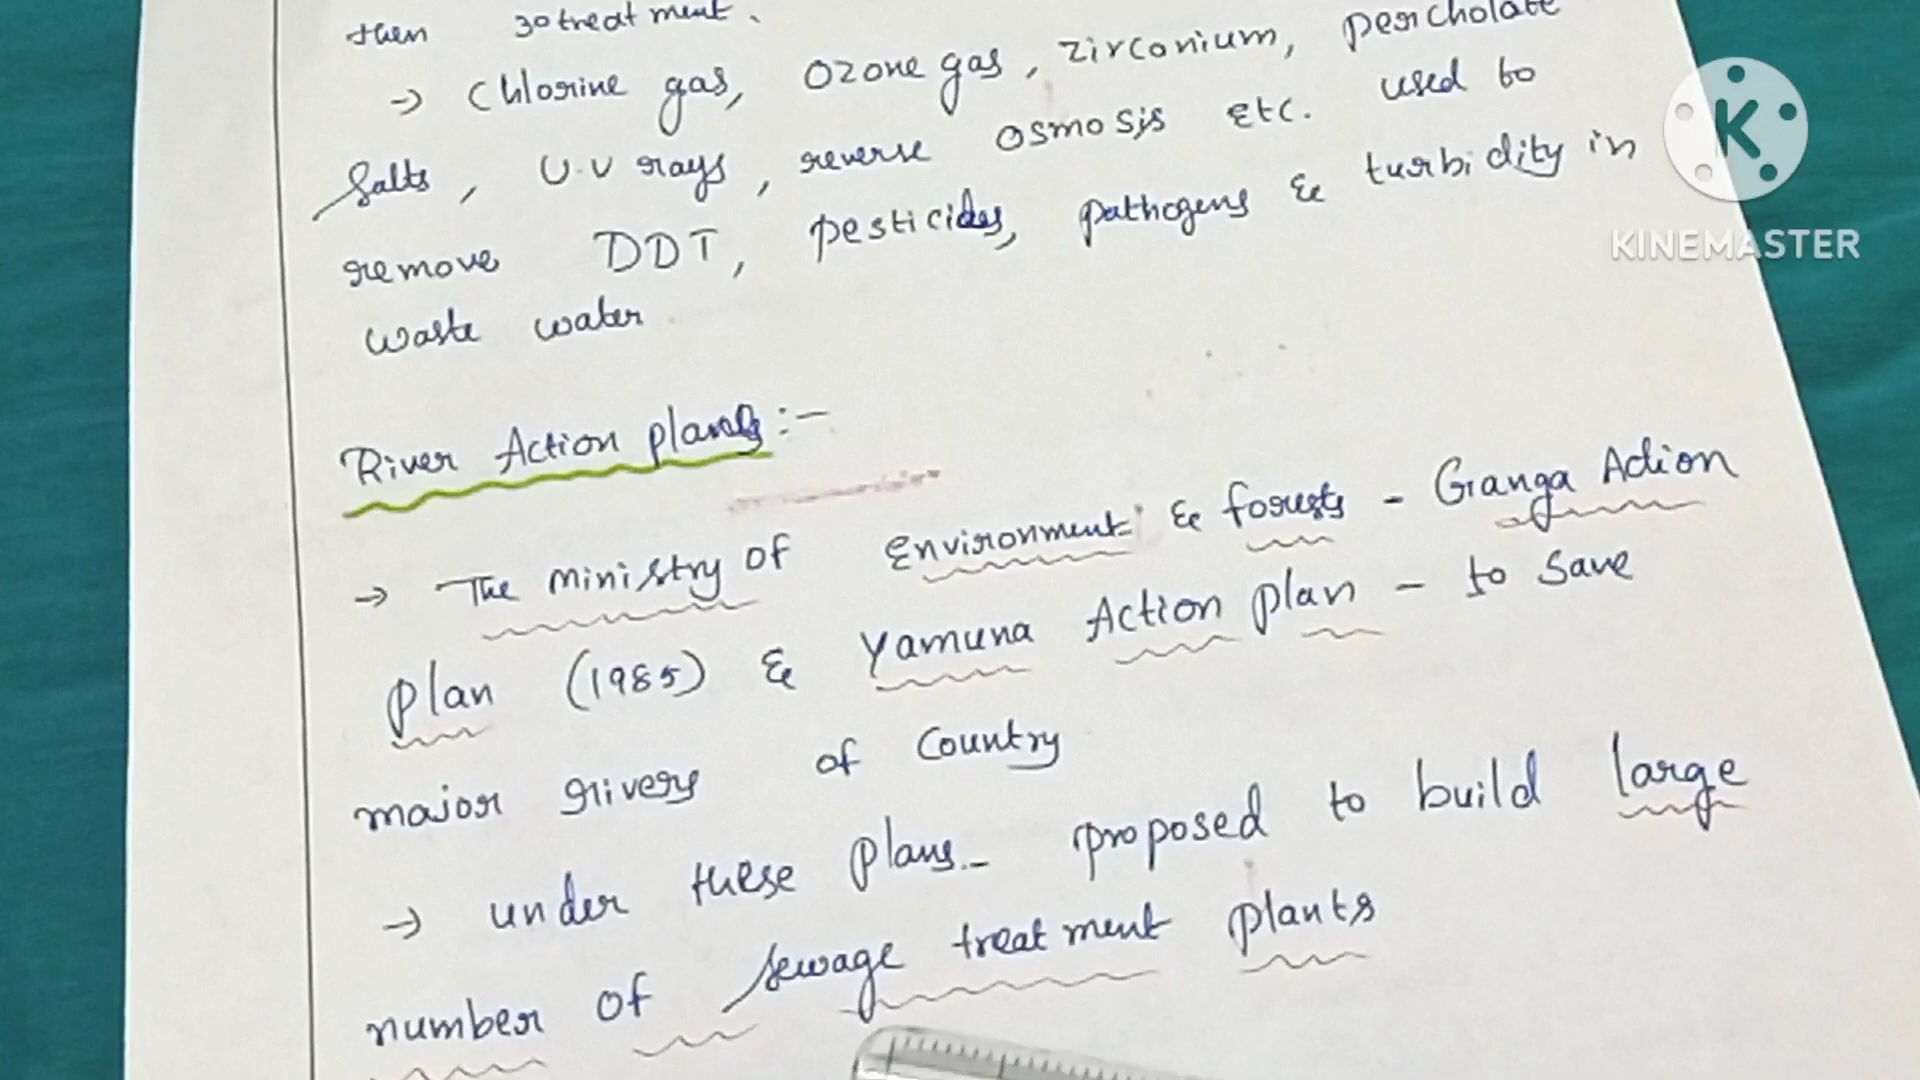 then 3° treatment.
→ Chlorine gas, Ozone gas, zirconium, percholate
Salts, U.V rays, reverse osmosis etc. used to
remove DDT, pesticides, pathogens & turbidity in
waste water
River Action plans :-
→ The ministry of Environment & forests - Ganga Action
plan (1985) & Yamuna Action plan - to save
major rivers of country
→ under these plans - proposed to build large
number of sewage treatment plants
K
KINEMASTER